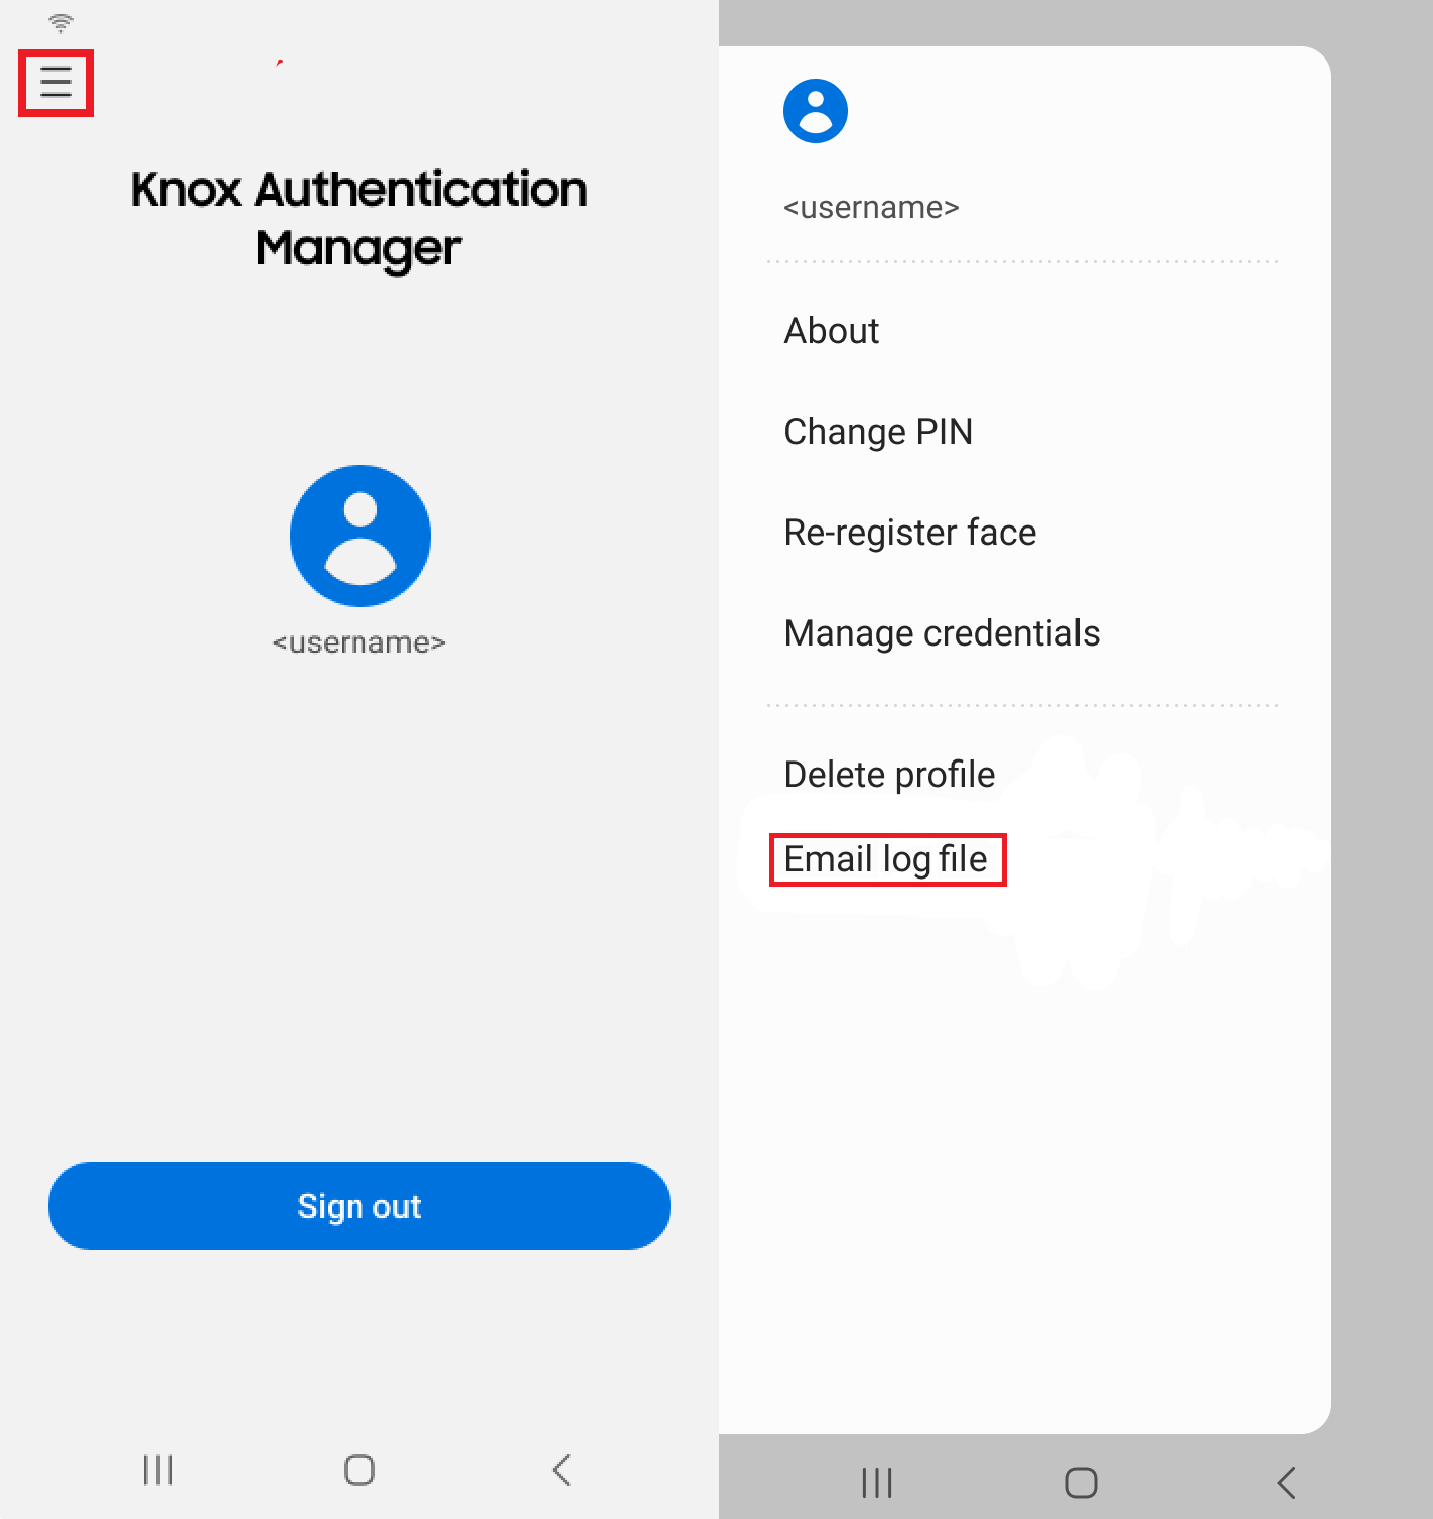 Knox Authentication
Manager
<username>
Sign out
<username>
About
Change PIN
Re-register face
Manage credentials
Delete profile
Email log file